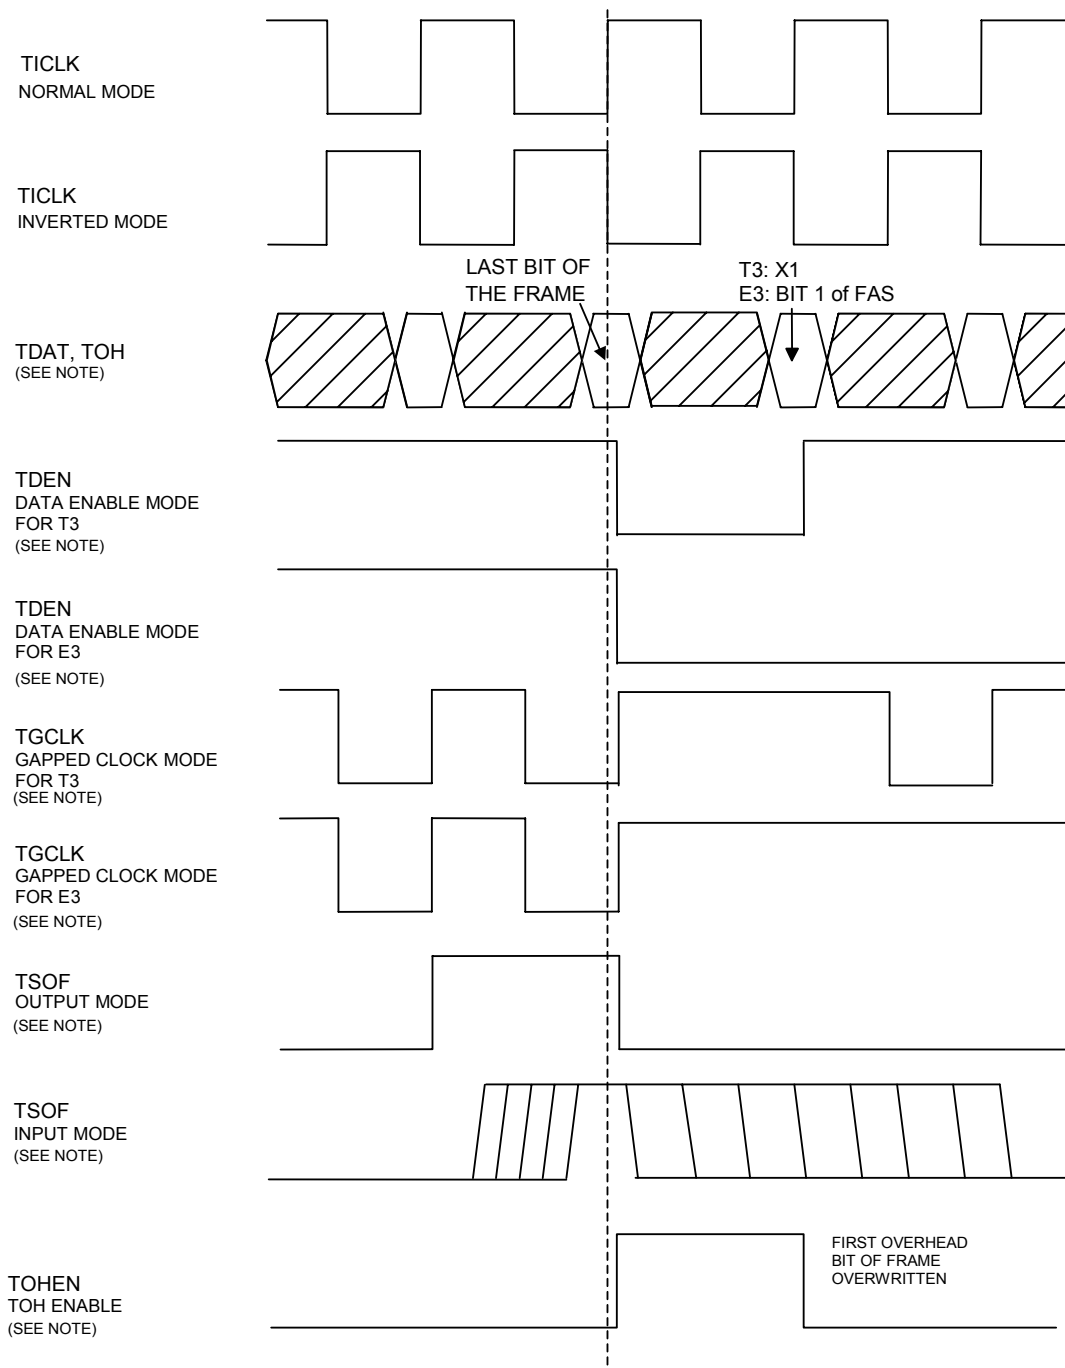 TICLK
NORMAL MODE
TICLK
INVERTED MODE
LAST BIT OF
THE FRAME
T3: X1
E3: BIT 1 of FAS
TDAT, TOH
(SEE NOTE)
TDEN
DATA ENABLE MODE
FOR T3
(SEE NOTE)
TDEN
DATA ENABLE MODE
FOR E3
(SEE NOTE)
TGCLK
GAPPED CLOCK MODE
FOR T3
(SEE NOTE)
TGCLK
GAPPED CLOCK MODE
FOR E3
(SEE NOTE)
TSOF
OUTPUT MODE
(SEE NOTE)
TSOF
INPUT MODE
(SEE NOTE)
FIRST OVERHEAD
BIT OF FRAME
OVERWRITTEN
TOHEN
TOH ENABLE
(SEE NOTE)